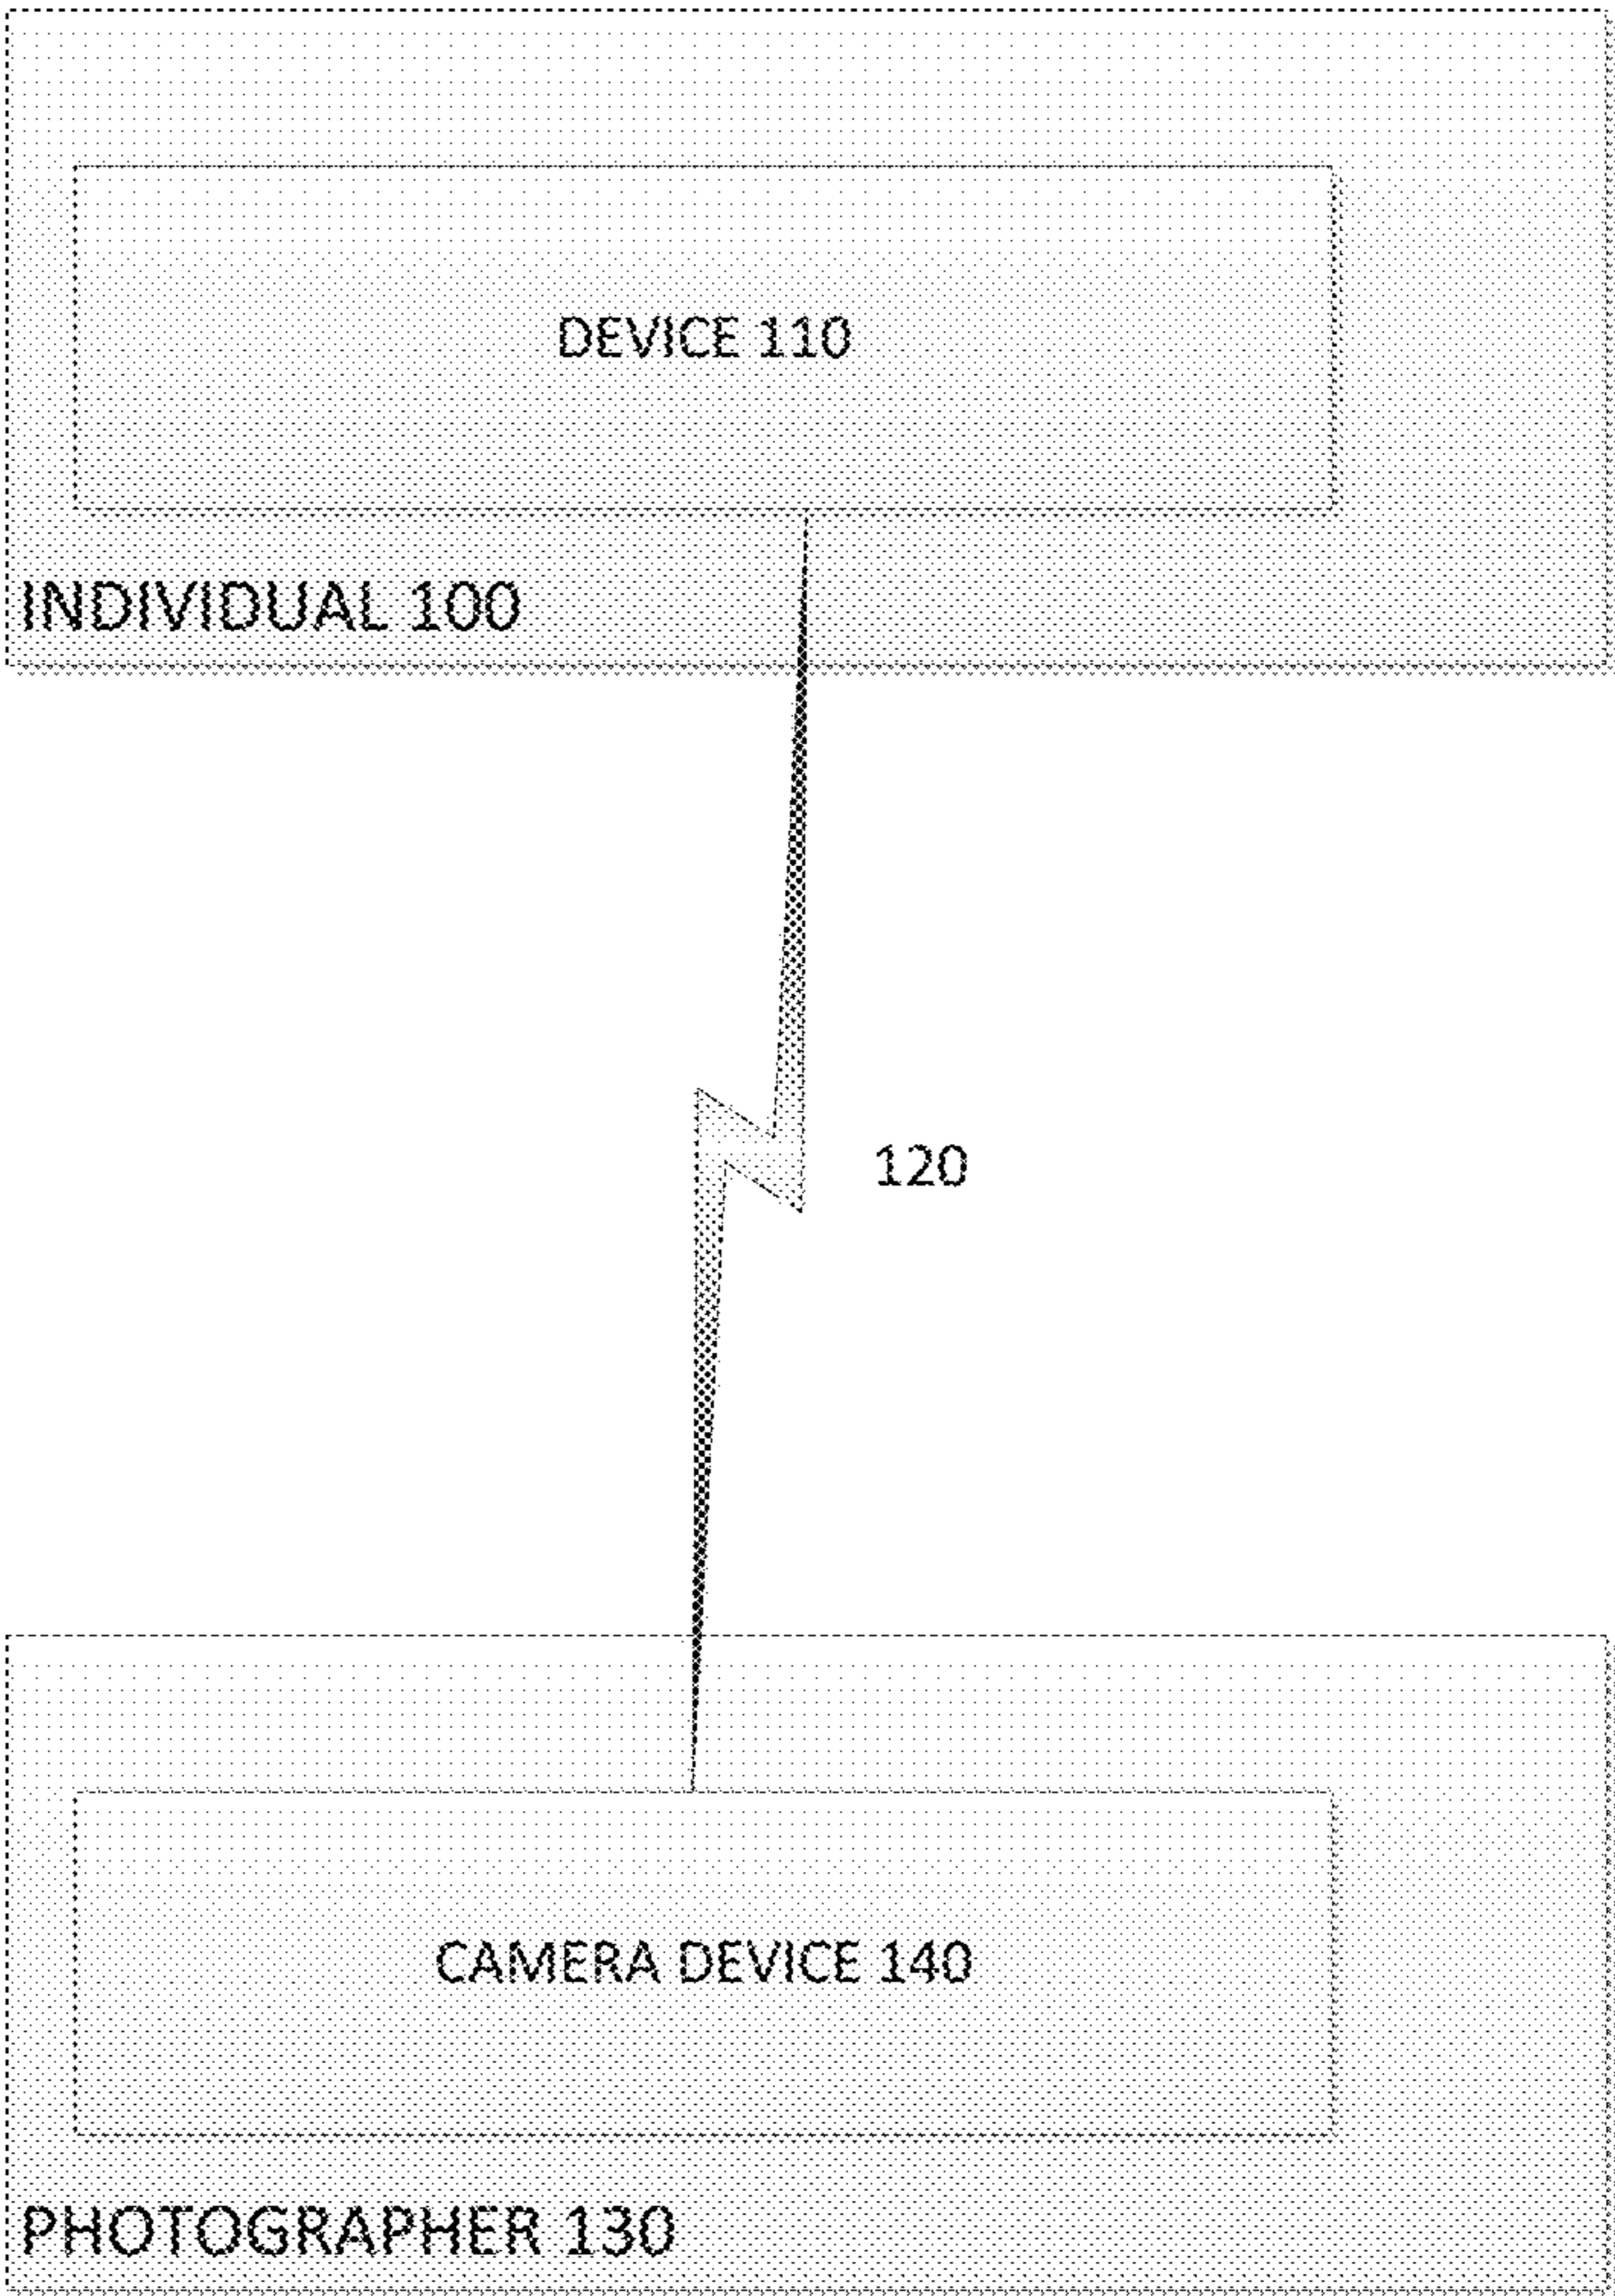 DEVICE 110
INDIVIDUAL 100
120
CAMERA DEVICE 140
PHOTOGRAPHER 130